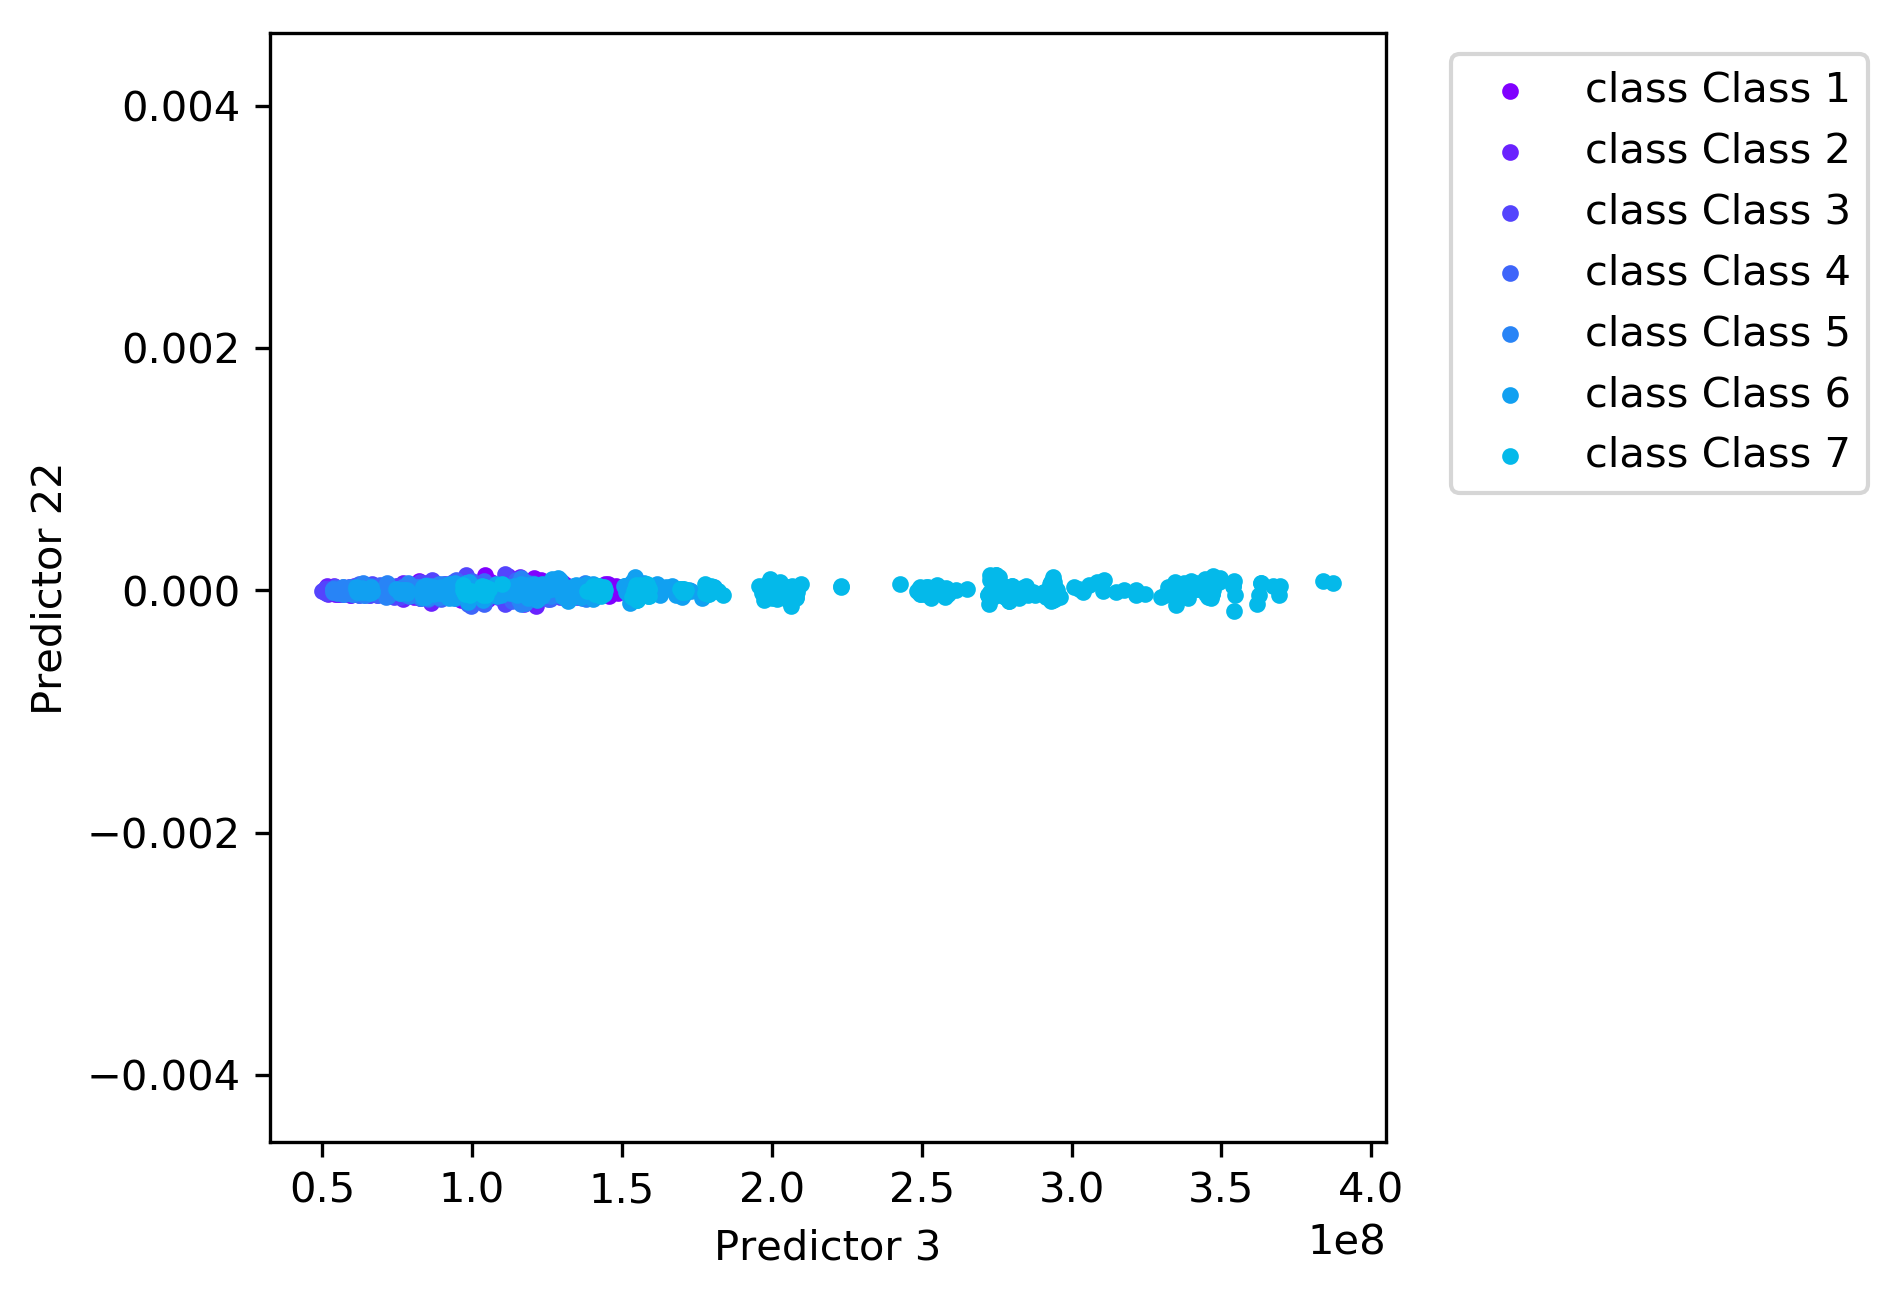 0.004
0.002
0.000
−0.002
−0.004
Predictor 22
0.5 1.0 1.5 2.0 2.5 3.0 3.5 4.0
1e8
Predictor 3
class Class 1
class Class 2
class Class 3
class Class 4
class Class 5
class Class 6
class Class 7